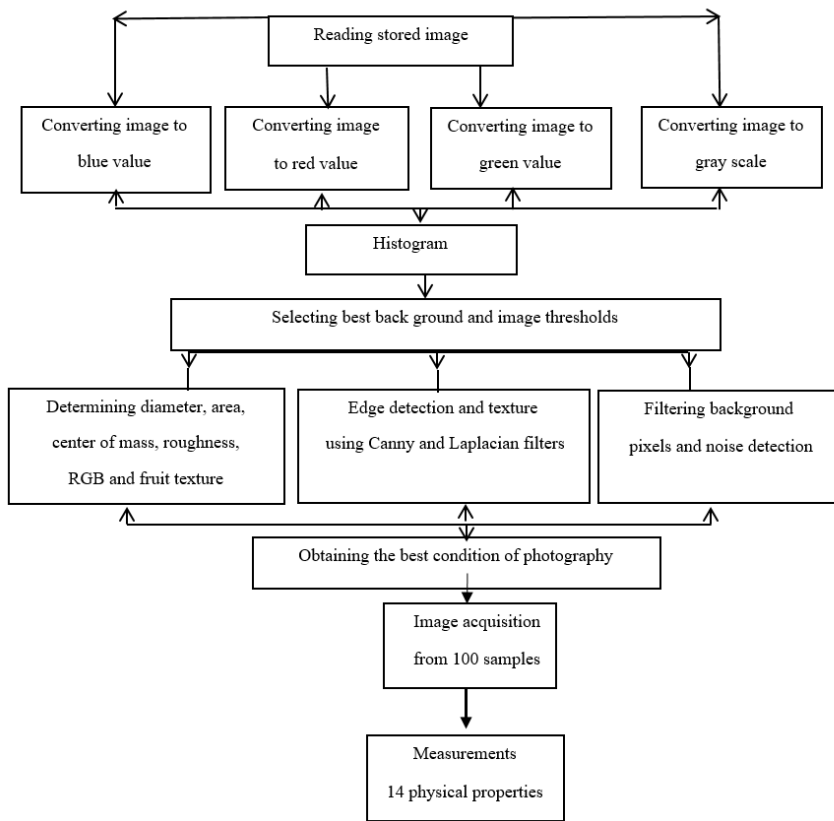 Reading stored image
Converting image to
blue value
Converting image
to red value
Converting image to
green value
Converting image to
gray scale
Histogram
Selecting best back ground and image thresholds
Determining diameter, area,
center of mass, roughness,
RGB and fruit texture
Edge detection and texture
using Canny and Laplacian filters
Filtering background
pixels and noise detection
Obtaining the best condition of photography
Image acquisition
from 100 samples
Measurements
14 physical properties